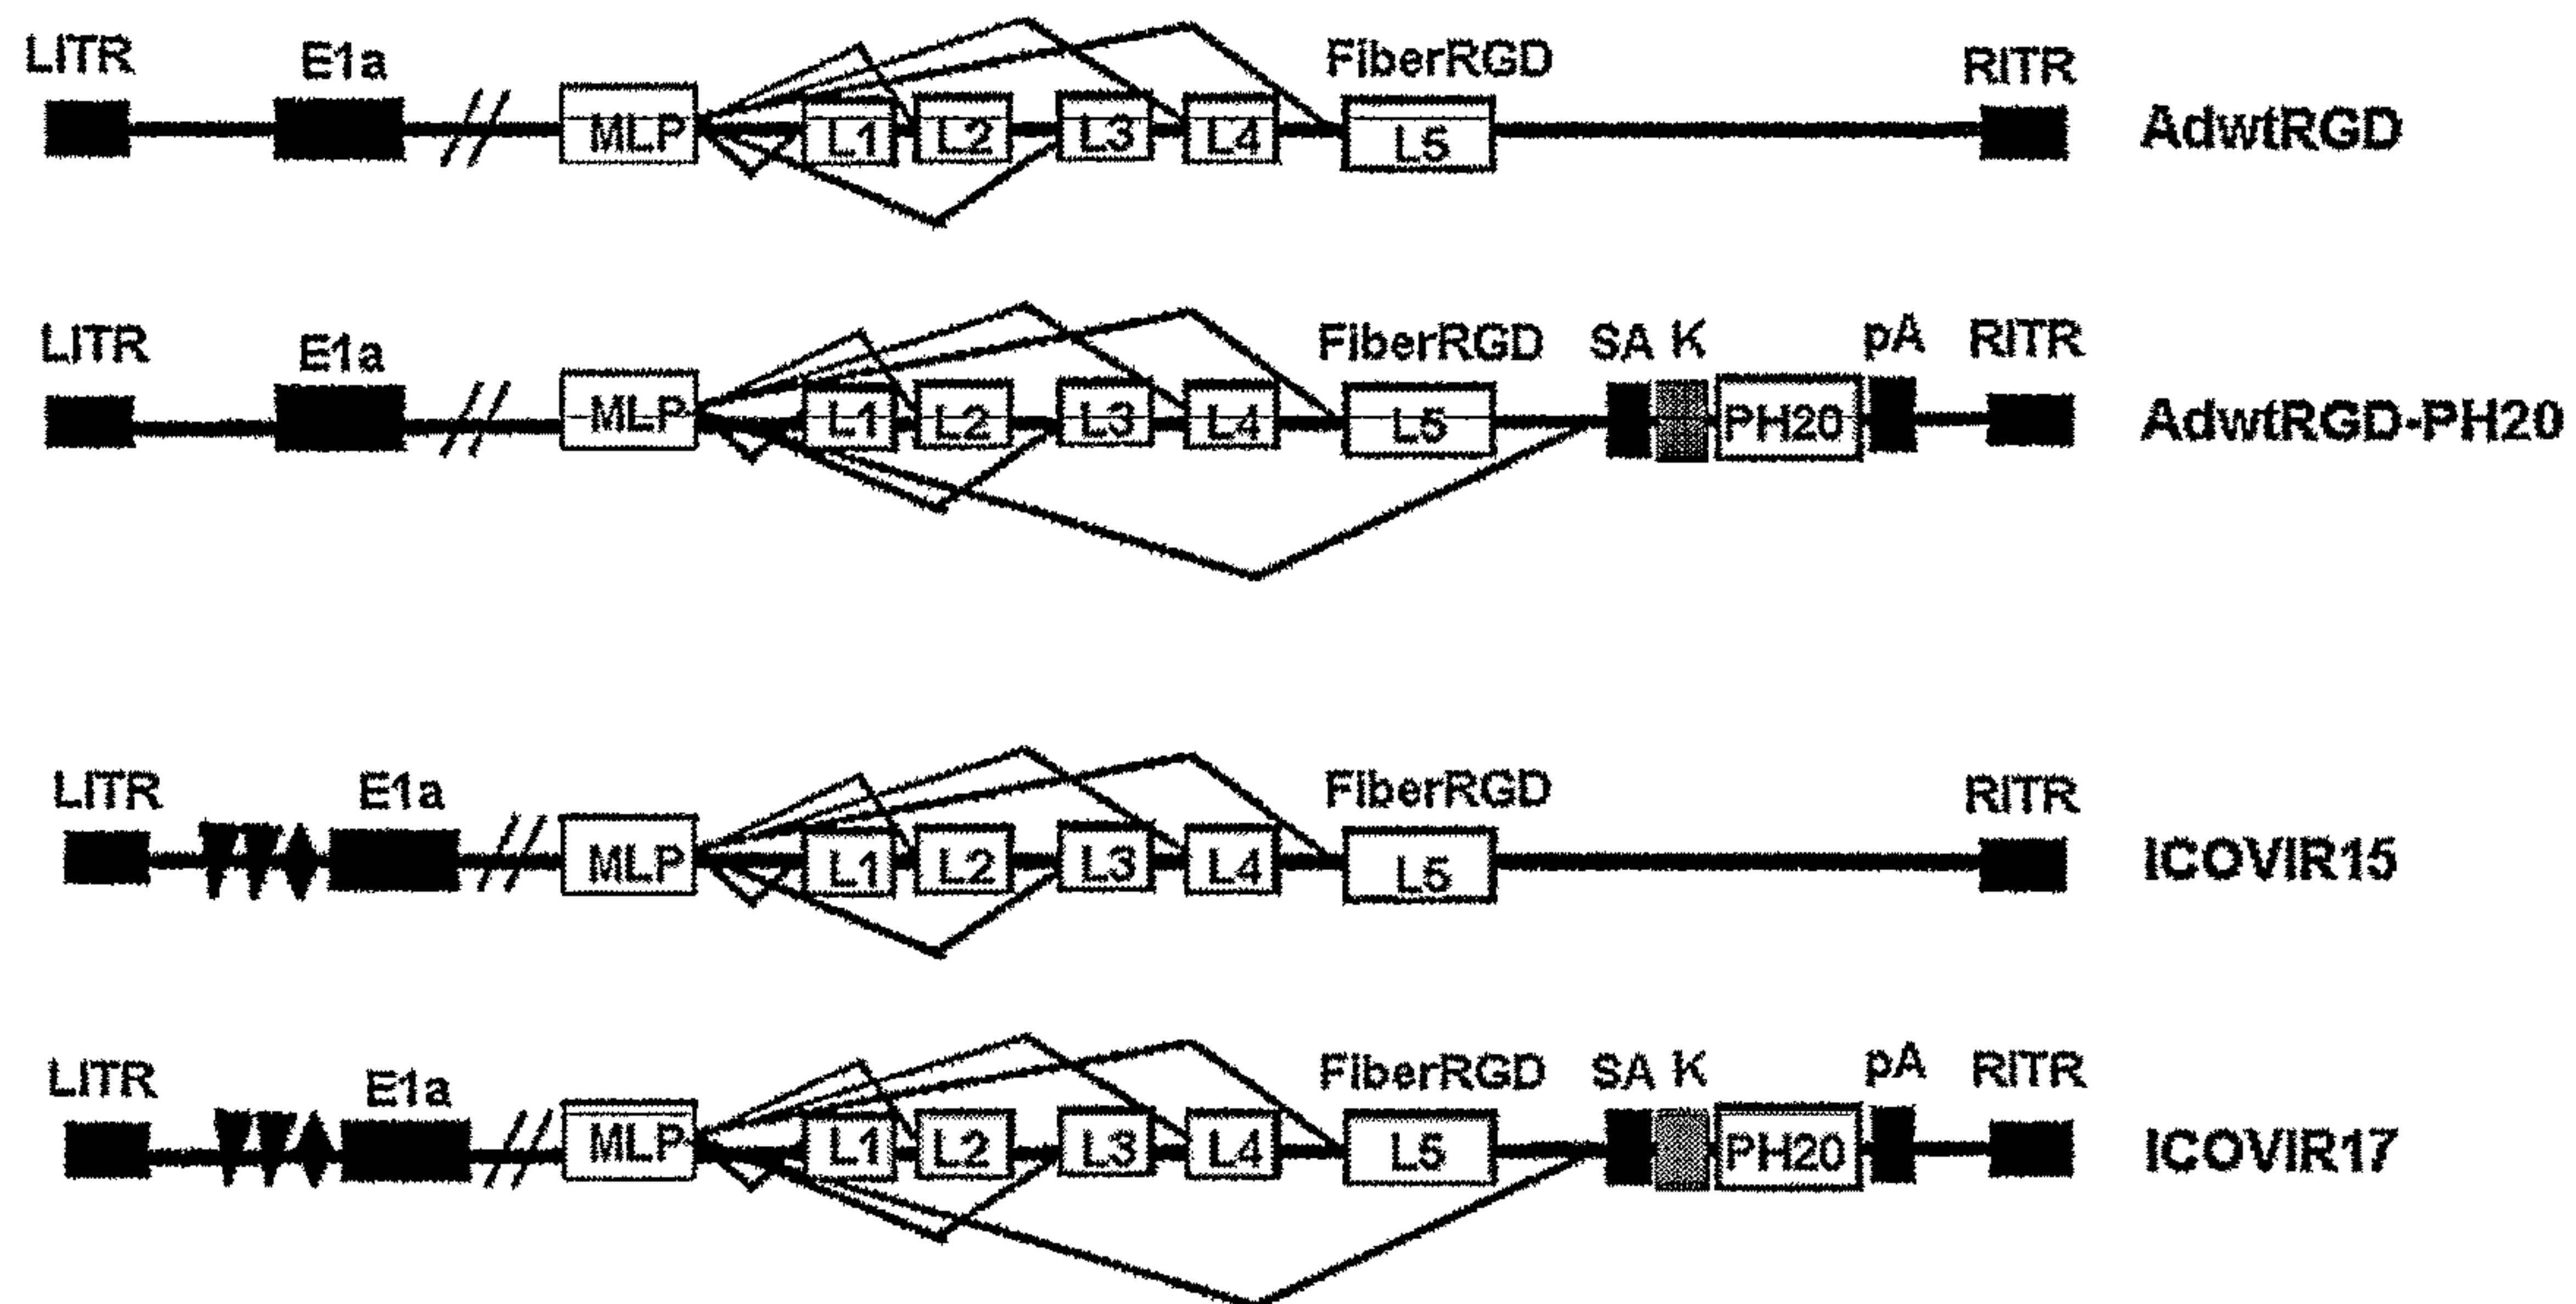 LITR E1a FiberRGD RITR
MLP L1 L2 L3 L4 L5 AdwtRGD
LITR E1a FiberRGD SA K pA RITR
MLP L1 L2 L3 L4 L5 PH20 AdwtRGD-PH20
LITR E1a FiberRGD RITR
MLP L1 L2 L3 L4 L5 ICOVIR15
LITR E1a FiberRGD SA K pA RITR
MLP L1 L2 L3 L4 L5 PH20 ICOVIR17